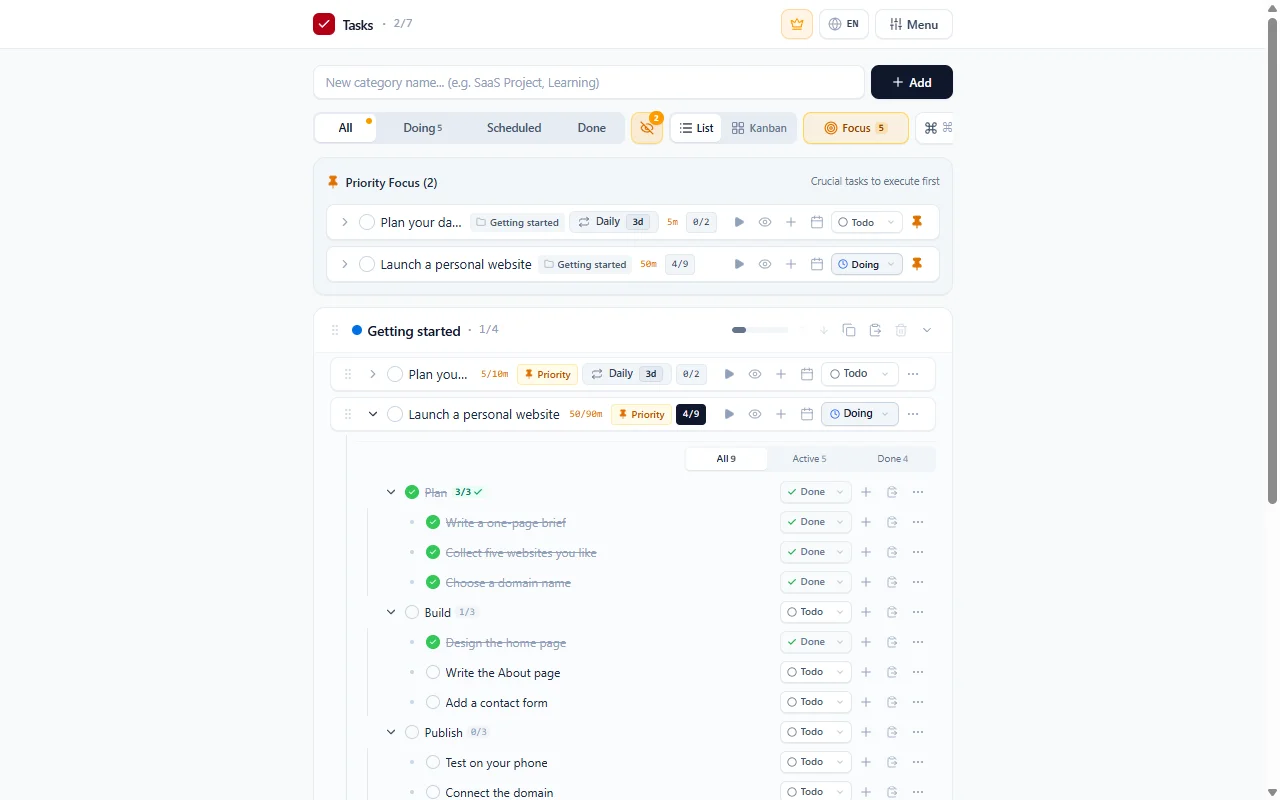 Tasks · 2/7
EN
Menu
New category name... (e.g. SaaS Project, Learning)
+ Add
All
Doing 5
Scheduled
Done
2
List
Kanban
Focus 5
⌘ ⌘
Priority Focus (2)
Crucial tasks to execute first
Plan your da... Getting started Daily 3d 5m 0/2 Todo
Launch a personal website Getting started 50m 4/9 Doing
Getting started · 1/4
Plan you... 5/10m Priority Daily 3d 0/2 Todo
Launch a personal website 50/90m Priority 4/9 Doing
All 9 Active 5 Done 4
Plan 3/3 ✓ Done
Write a one-page brief Done
Collect five websites you like Done
Choose a domain name Done
Build 1/3 Todo
Design the home page Done
Write the About page Todo
Add a contact form Todo
Publish 0/3 Todo
Test on your phone Todo
Connect the domain Todo